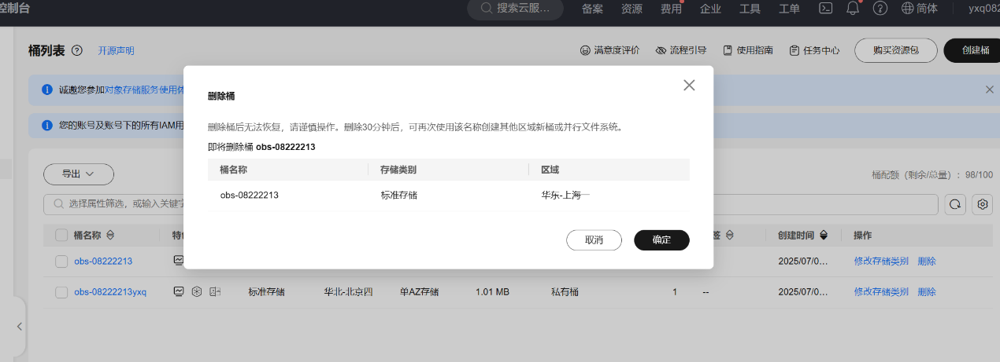 控制台 搜索云服... 备案 资源 费用 企业 工具 工单 简体 yxq082
桶列表 开源声明 满意度评价 流程引导 使用指南 任务中心 购买资源包 创建桶
诚邀您参加对象存储服务使用体
您的账号及账号下的所有IAM用
删除桶
删除桶后无法恢复，请谨慎操作。删除30分钟后，可再次使用该名称创建其他区域新桶或并行文件系统。
即将删除桶 obs-08222213
桶名称 存储类别 区域
obs-08222213 标准存储 华东-上海一
取消 确定
导出 桶配额（剩余/总量）：98/100
选择属性筛选，或输入关键字
桶名称 签 创建时间 操作
obs-08222213 2025/07/0... 修改存储类别 删除
obs-08222213yxq 标准存储 华北-北京四 单AZ存储 1.01 MB 私有桶 1 -- 2025/07/0... 修改存储类别 删除